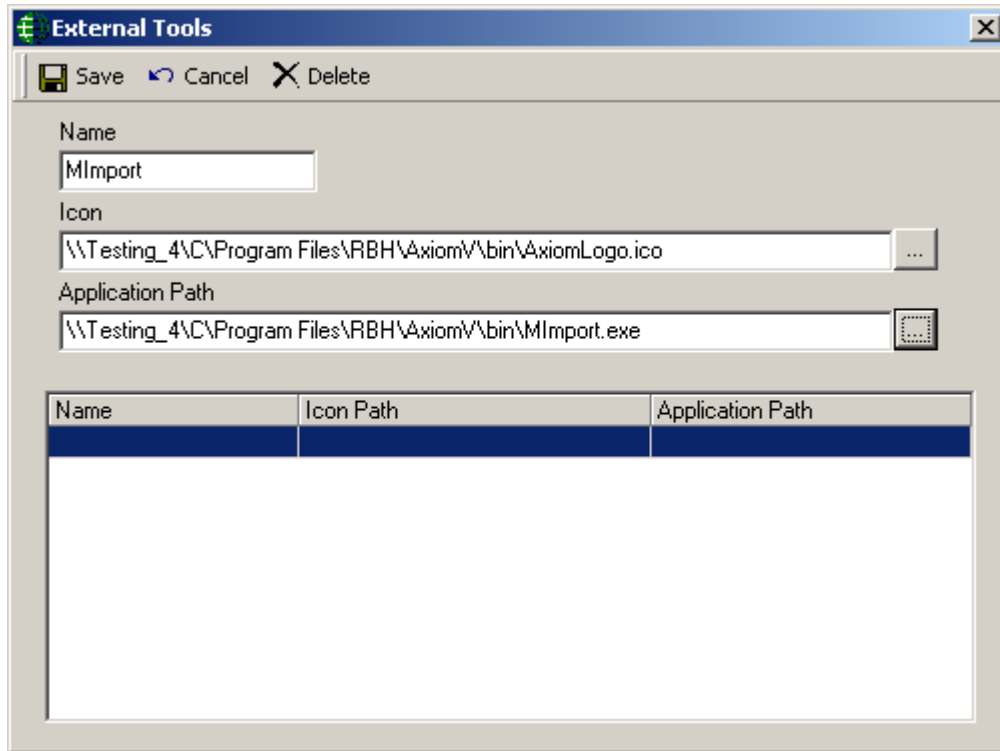 External Tools
Save Cancel Delete
Name
MImport
Icon
\\Testing_4\C\Program Files\RBH\AxiomV\bin\AxiomLogo.ico
...
Application Path
\\Testing_4\C\Program Files\RBH\AxiomV\bin\MImport.exe
...
Name Icon Path Application Path